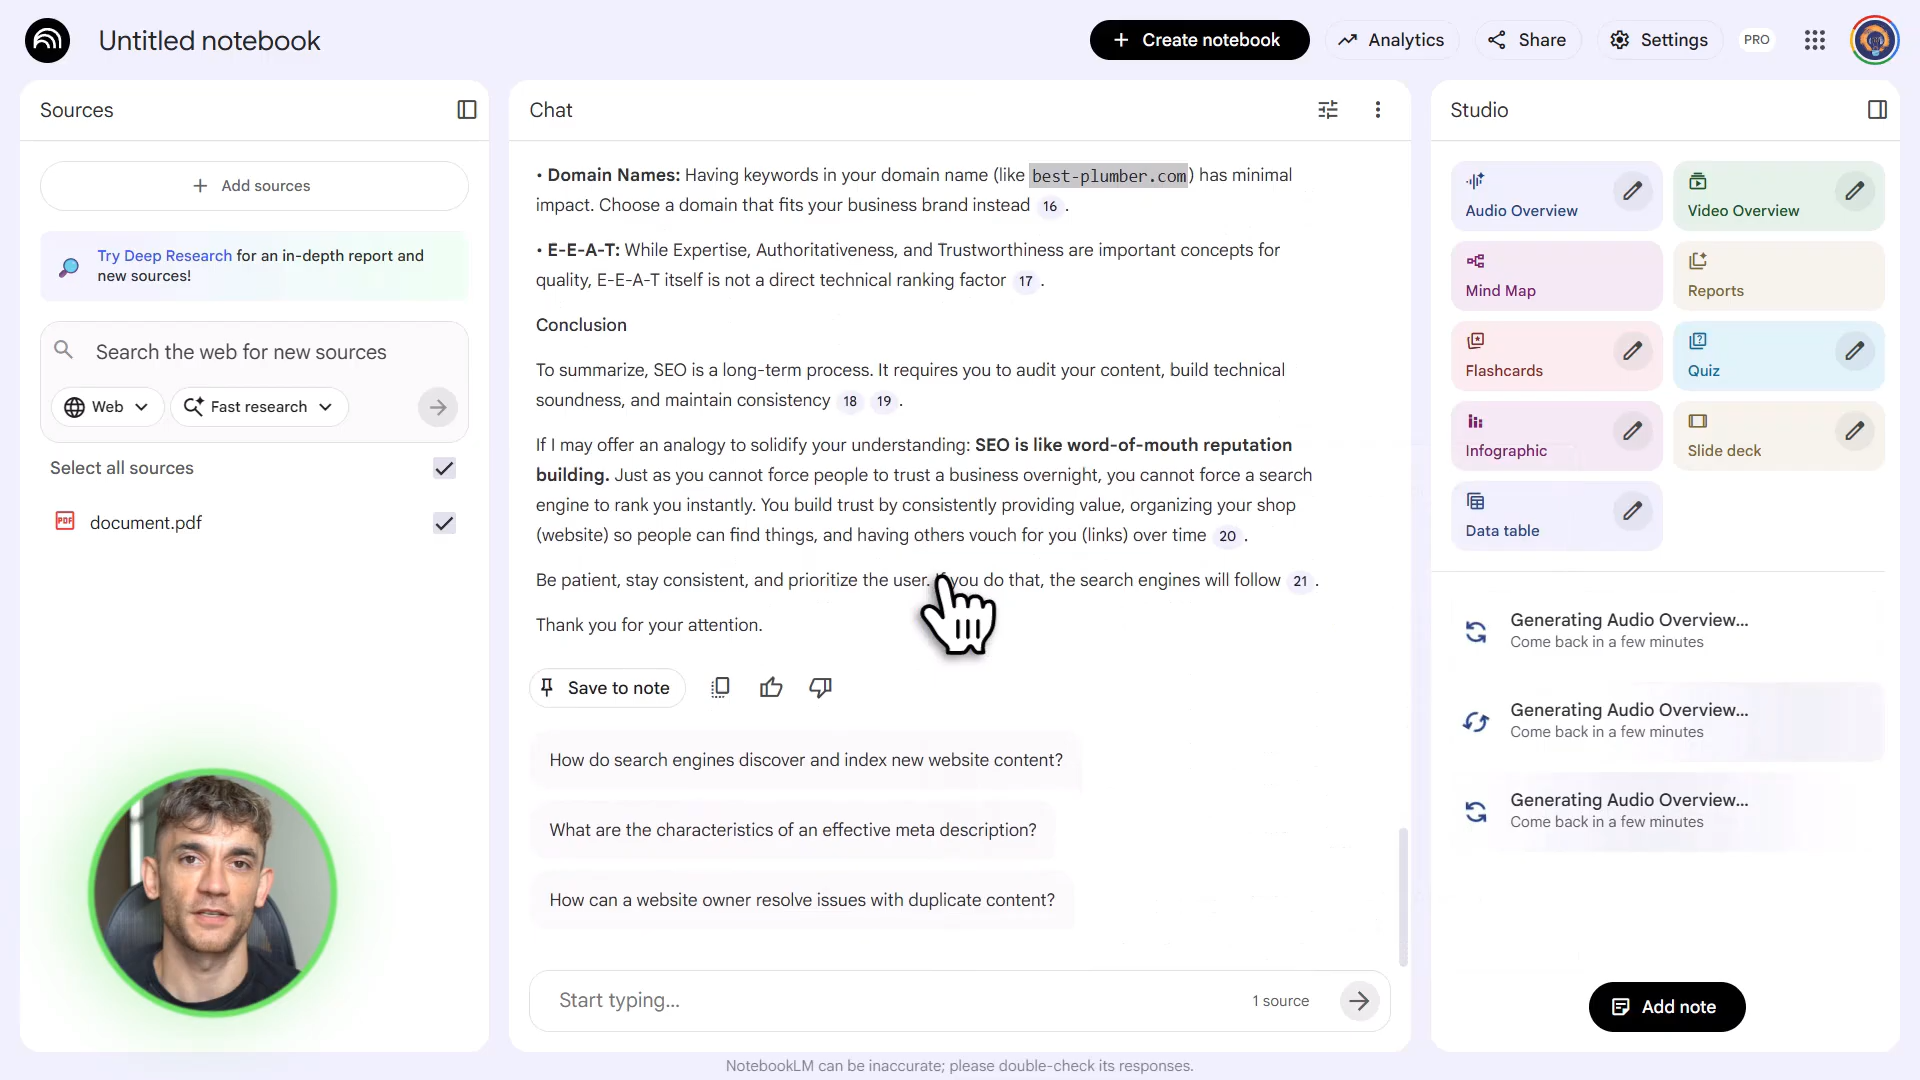 Untitled notebook
Create notebook
Analytics
Share
Settings
PRO
Sources
Add sources
Try Deep Research for an in-depth report and
new sources!
Search the web for new sources
Web
Fast research
Select all sources
PDF
document.pdf
Chat
• Domain Names: Having keywords in your domain name (like best-plumber.com) has minimal
impact. Choose a domain that fits your business brand instead 16 .
• E-E-A-T: While Expertise, Authoritativeness, and Trustworthiness are important concepts for
quality, E-E-A-T itself is not a direct technical ranking factor 17 .
Conclusion
To summarize, SEO is a long-term process. It requires you to audit your content, build technical
soundness, and maintain consistency 18 19 .
If I may offer an analogy to solidify your understanding: SEO is like word-of-mouth reputation
building. Just as you cannot force people to trust a business overnight, you cannot force a search
engine to rank you instantly. You build trust by consistently providing value, organizing your shop
(website) so people can find things, and having others vouch for you (links) over time 20 .
Be patient, stay consistent, and prioritize the user. If you do that, the search engines will follow 21 .
Thank you for your attention.
Save to note
How do search engines discover and index new website content?
What are the characteristics of an effective meta description?
How can a website owner resolve issues with duplicate content?
Start typing...
1 source
NotebookLM can be inaccurate; please double-check its responses.
Studio
Audio Overview
Video Overview
Mind Map
Reports
Flashcards
Quiz
Infographic
Slide deck
Data table
Generating Audio Overview...
Come back in a few minutes
Generating Audio Overview...
Come back in a few minutes
Generating Audio Overview...
Come back in a few minutes
Add note